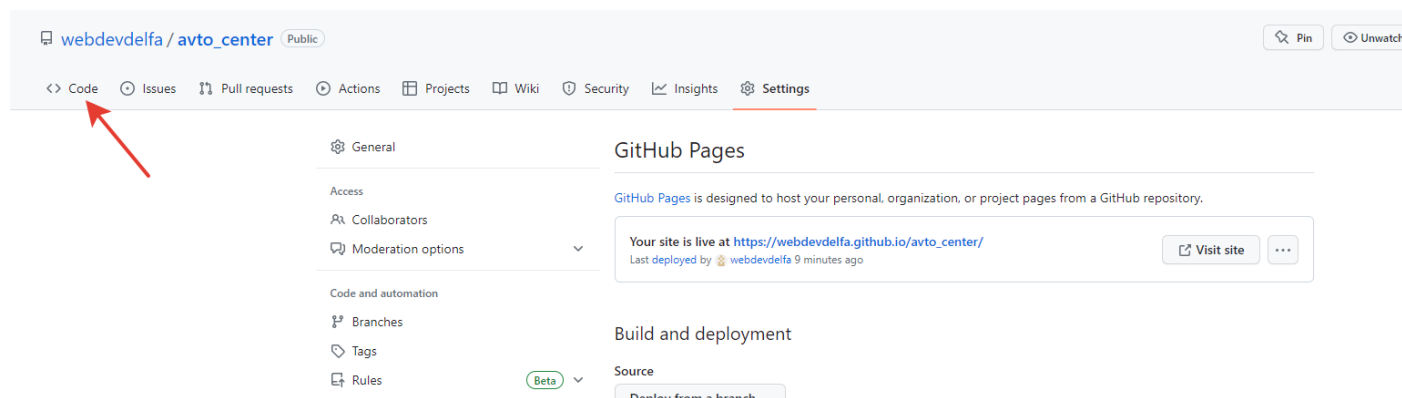 webdevdelfa / avto_center Public
Pin
Unwatch
Code
Issues
Pull requests
Actions
Projects
Wiki
Security
Insights
Settings
General
Access
Collaborators
Moderation options
Code and automation
Branches
Tags
Rules Beta
GitHub Pages
GitHub Pages is designed to host your personal, organization, or project pages from a GitHub repository.
Your site is live at https://webdevdelfa.github.io/avto_center/
Last deployed by webdevdelfa 9 minutes ago
Visit site
Build and deployment
Source
Deploy from a branch